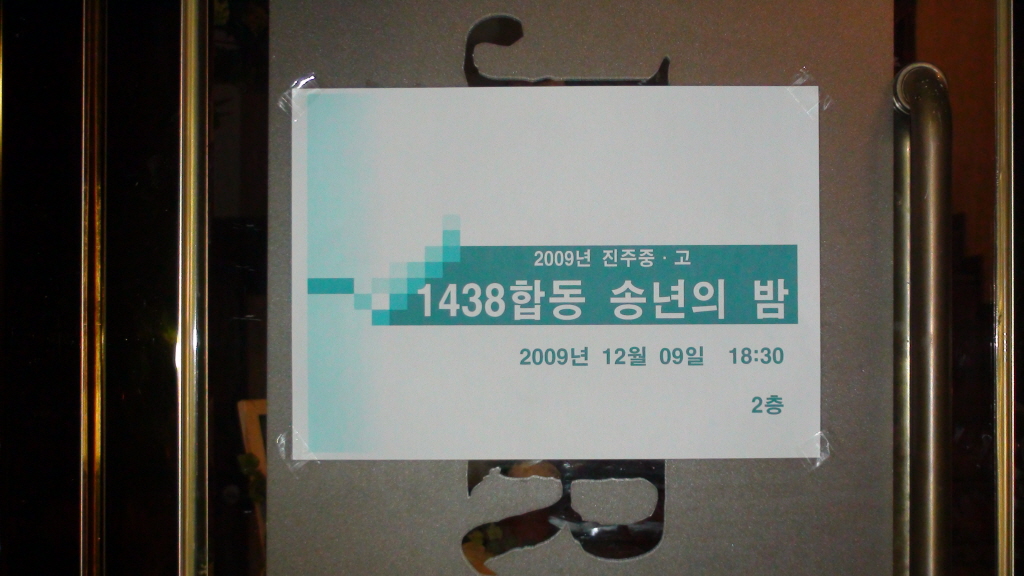 2009년 진주중 · 고
1438합동 송년의 밤
2009년 12월 09일 18:30
2층